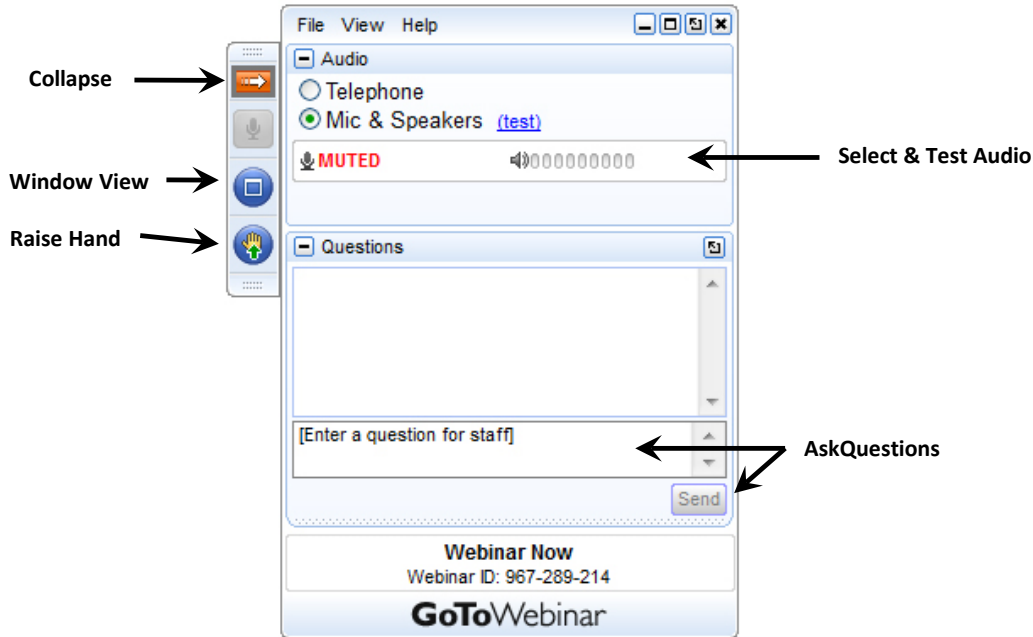 File View Help
Audio
Collapse
Telephone
Mic & Speakers (test)
MUTED
000000000
Select & Test Audio
Window View
Raise Hand
Questions
[Enter a question for staff]
AskQuestions
Send
Webinar Now
Webinar ID: 967-289-214
GoToWebinar